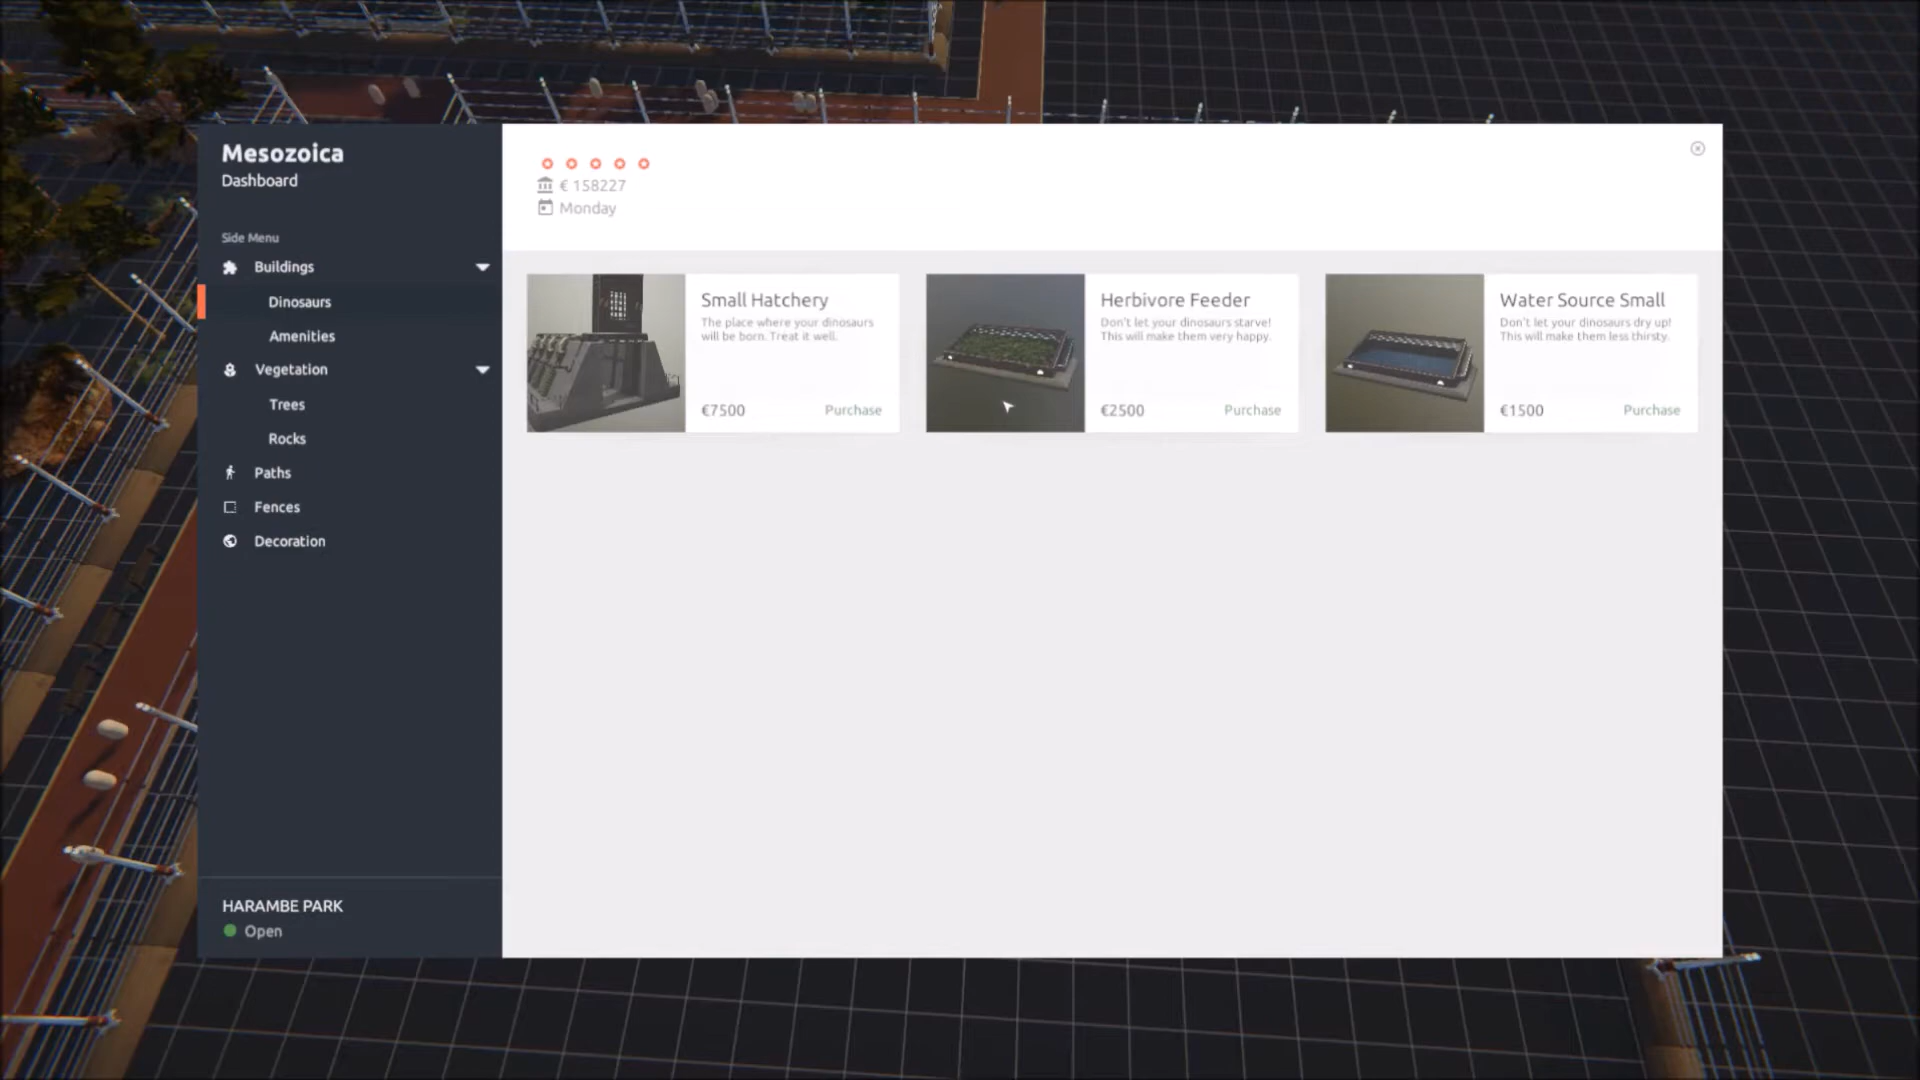 Mesozoica
Dashboard
Side Menu
Buildings
Dinosaurs
Amenities
Vegetation
Trees
Rocks
Paths
Fences
Decoration
HARAMBE PARK
Open
€ 158227
Monday
Small Hatchery
The place where your dinosaurs
will be born. Treat it well.
€7500
Purchase
Herbivore Feeder
Don't let your dinosaurs starve!
This will make them very happy.
€2500
Purchase
Water Source Small
Don't let your dinosaurs dry up!
This will make them less thirsty.
€1500
Purchase